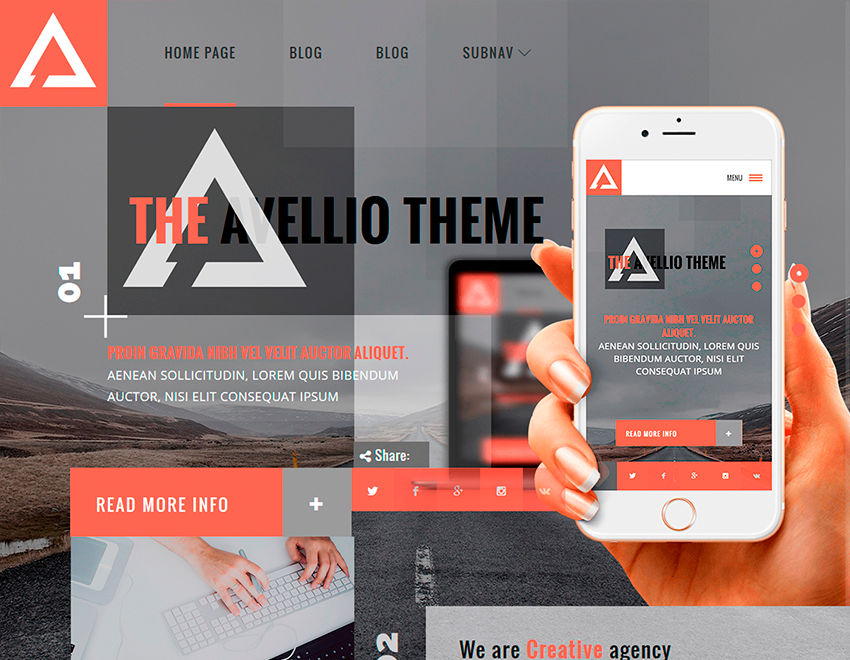 HOME PAGE
BLOG
BLOG
SUBNAV
THE AVELLIO THEME
01
PROIN GRAVIDA NIBH VEL VELIT AUCTOR ALIQUET.
AENEAN SOLLICITUDIN, LOREM QUIS BIBENDUM
AUCTOR, NISI ELIT CONSEQUAT IPSUM
Share:
READ MORE INFO
+
MENU
THE AVELLIO THEME
PROIN GRAVIDA NIBH VEL VELIT AUCTOR
ALIQUET.
AENEAN SOLLICITUDIN, LOREM QUIS
BIBENDUM AUCTOR, NISI ELIT
CONSEQUAT IPSUM
READ MORE INFO
+
02
We are Creative agency